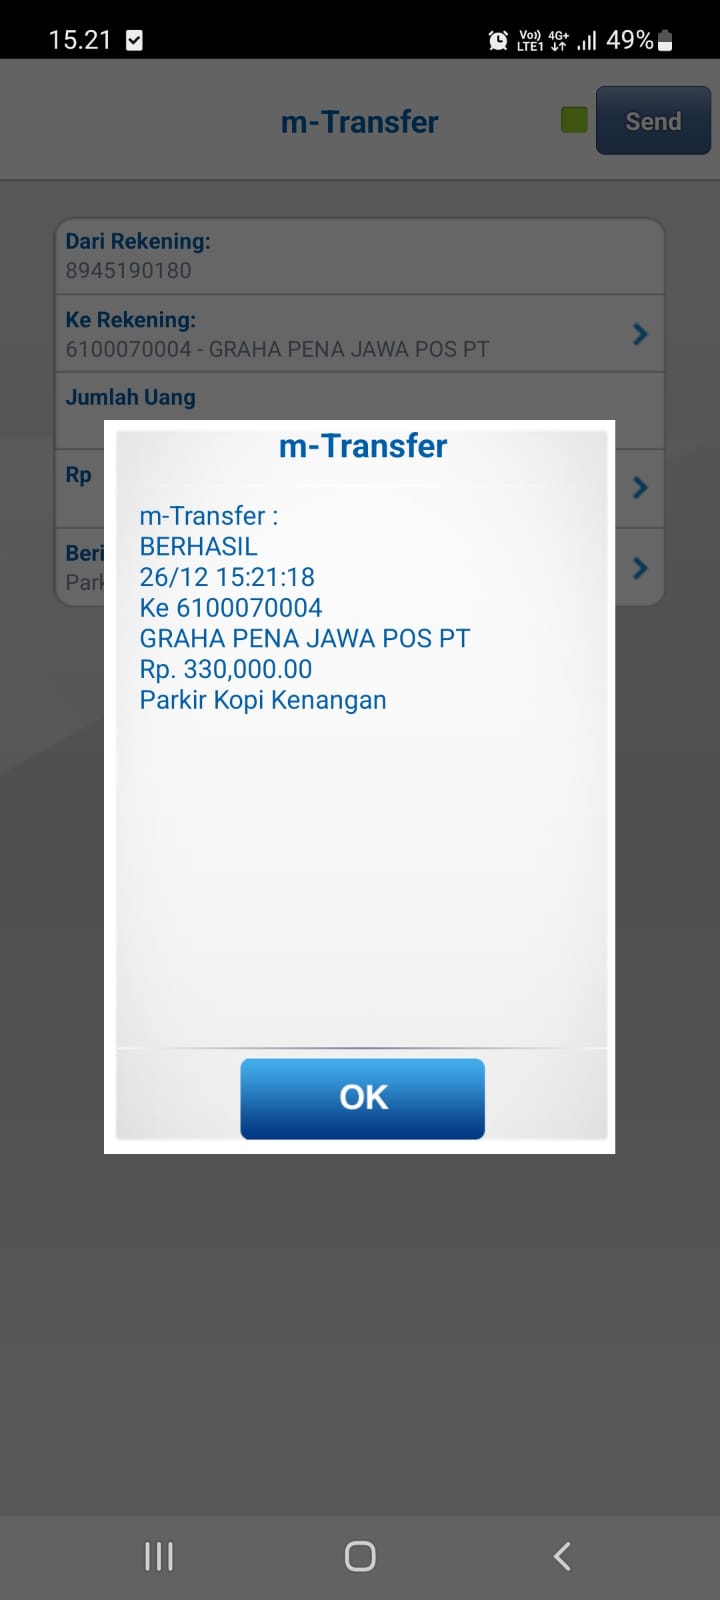 15.21
Vo)) 4G+ 49%
LTE1
m-Transfer
Send
Dari Rekening:
8945190180
Ke Rekening:
6100070004 - GRAHA PENA JAWA POS PT
Jumlah Uang
Rp
m-Transfer
m-Transfer :
BERHASIL
26/12 15:21:18
Ke 6100070004
GRAHA PENA JAWA POS PT
Rp. 330,000.00
Parkir Kopi Kenangan
OK